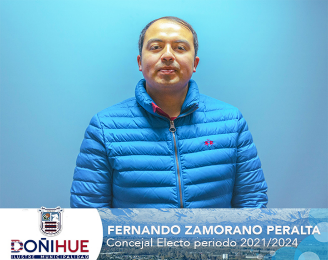 FERNANDO ZAMORANO PERALTA
Concejal Electo periodo 2021/2024
DOÑIHUE
ILUSTRE MUNICIPALIDAD